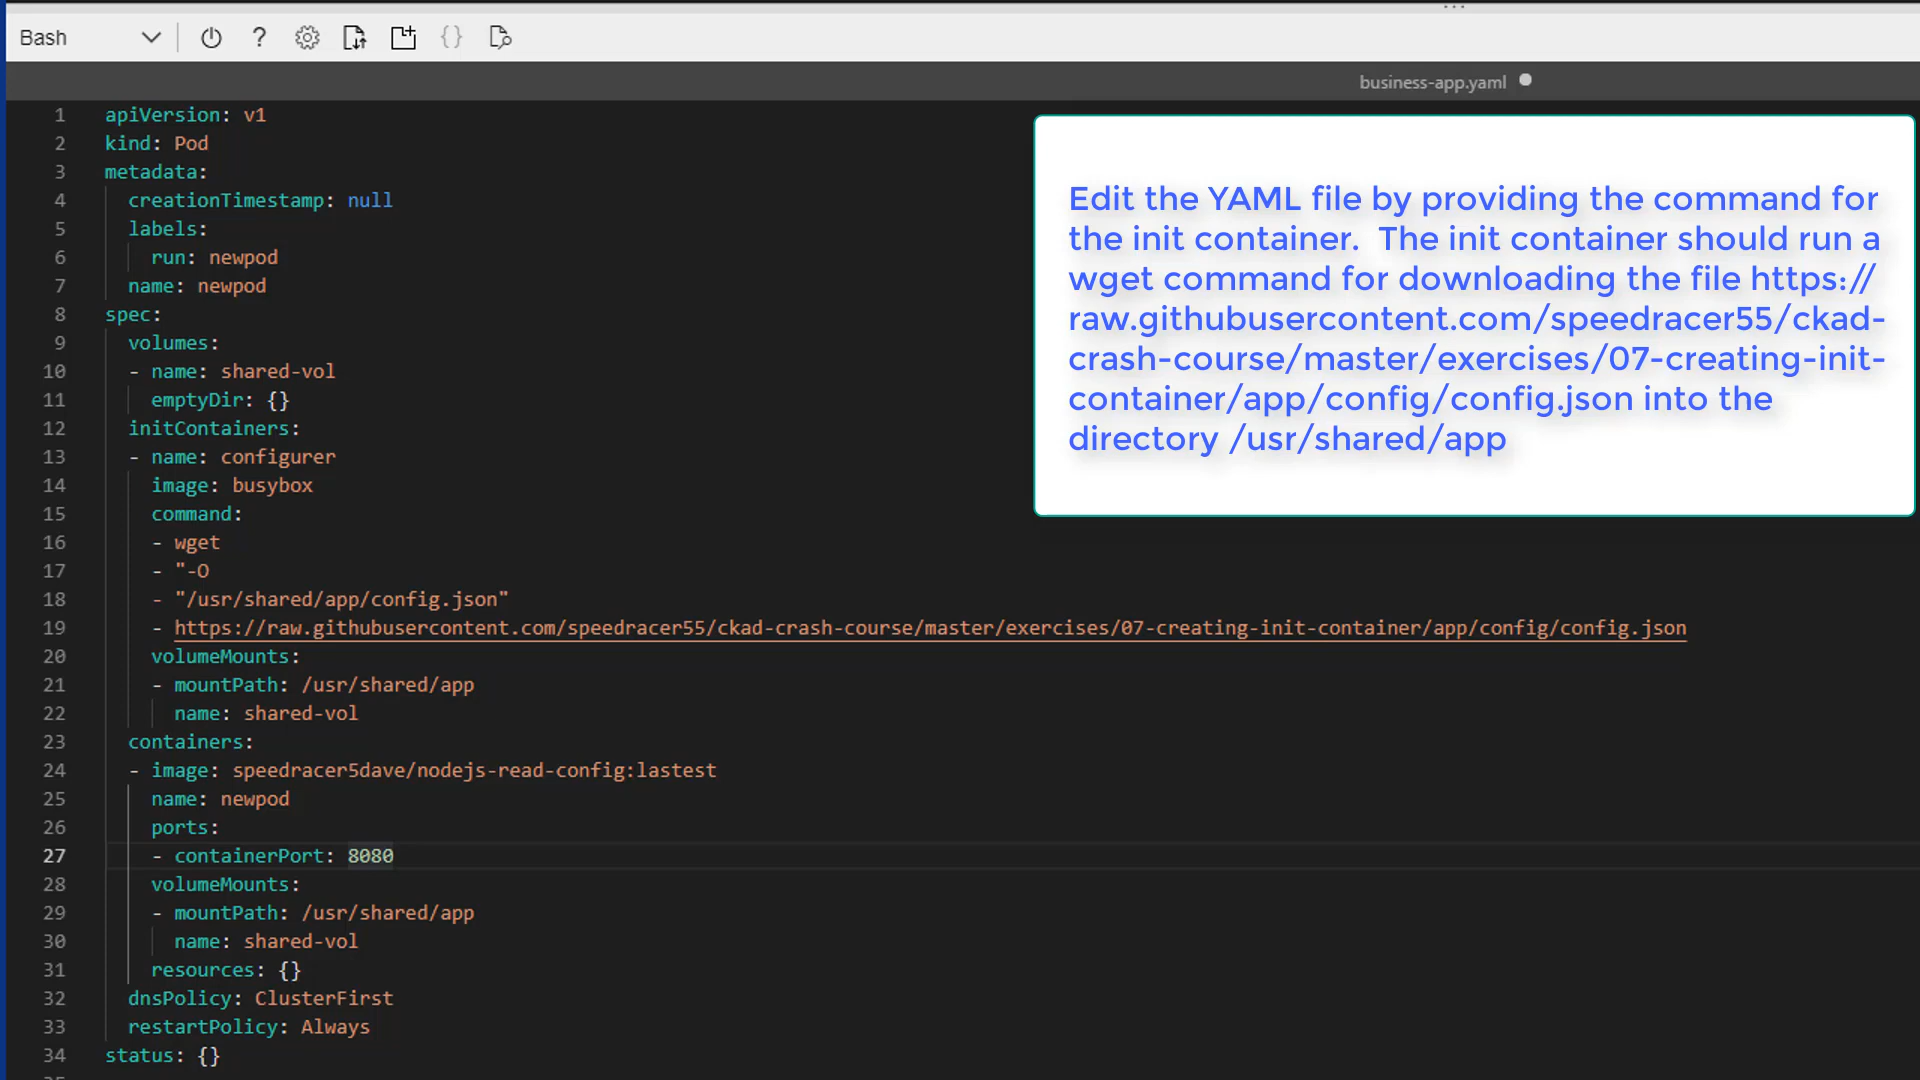 Bash
?
{}
business-app.yaml
1 apiVersion: v1
2 kind: Pod
3 metadata:
4 creationTimestamp: null
5 labels:
6 run: newpod
7 name: newpod
8 spec:
9 volumes:
10 - name: shared-vol
11 emptyDir: {}
12 initContainers:
13 - name: configurer
14 image: busybox
15 command:
16 - wget
17 - "-O
18 - "/usr/shared/app/config.json"
19 - https://raw.githubusercontent.com/speedracer55/ckad-crash-course/master/exercises/07-creating-init-container/app/config/config.json
20 volumeMounts:
21 - mountPath: /usr/shared/app
22 name: shared-vol
23 containers:
24 - image: speedracer5dave/nodejs-read-config:lastest
25 name: newpod
26 ports:
27 - containerPort: 8080
28 volumeMounts:
29 - mountPath: /usr/shared/app
30 name: shared-vol
31 resources: {}
32 dnsPolicy: ClusterFirst
33 restartPolicy: Always
34 status: {}
35
Edit the YAML file by providing the command for
the init container. The init container should run a
wget command for downloading the file https://
raw.githubusercontent.com/speedracer55/ckad-
crash-course/master/exercises/07-creating-init-
container/app/config/config.json into the
directory /usr/shared/app